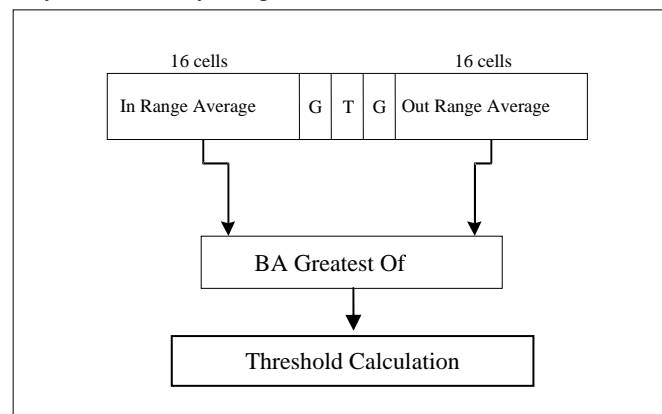 16 cells 16 cells
In Range Average G T G Out Range Average
BA Greatest Of
Threshold Calculation